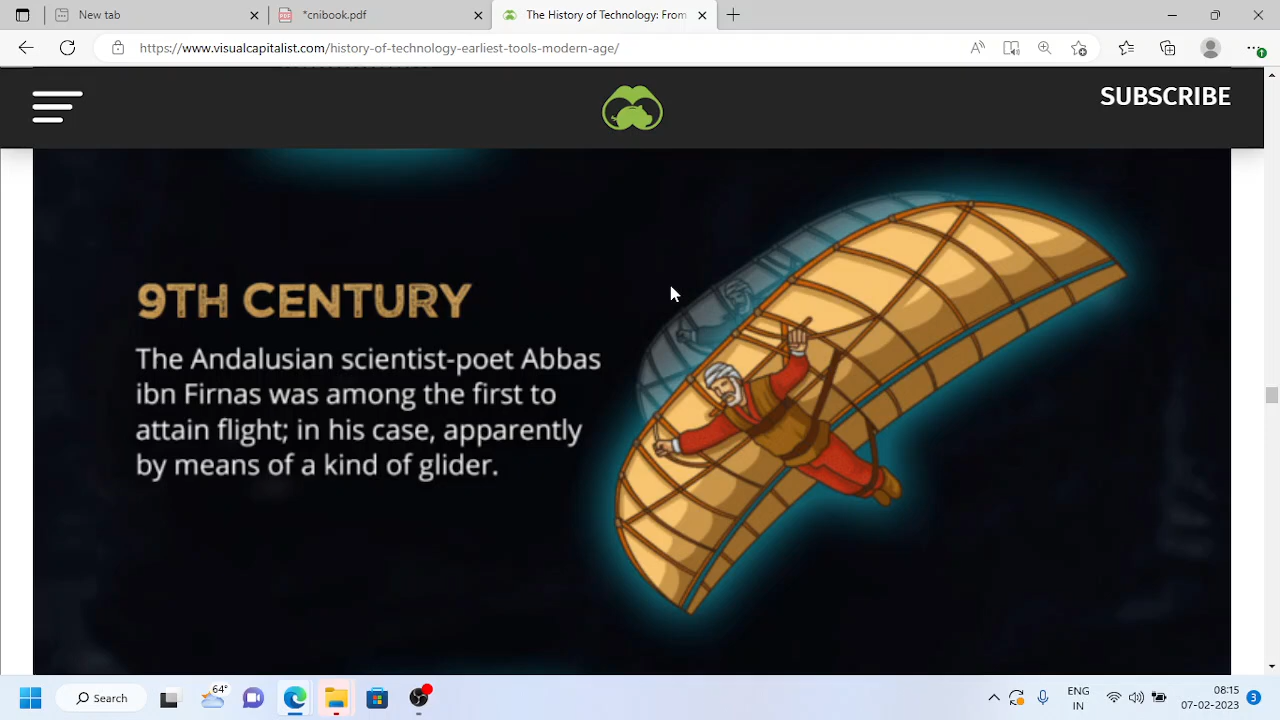 New tab
*cnibook.pdf
The History of Technology: From
https://www.visualcapitalist.com/history-of-technology-earliest-tools-modern-age/
SUBSCRIBE
9TH CENTURY
The Andalusian scientist-poet Abbas
ibn Firnas was among the first to
attain flight; in his case, apparently
by means of a kind of glider.
Search
64°
ENG
IN
08:15
07-02-2023
3